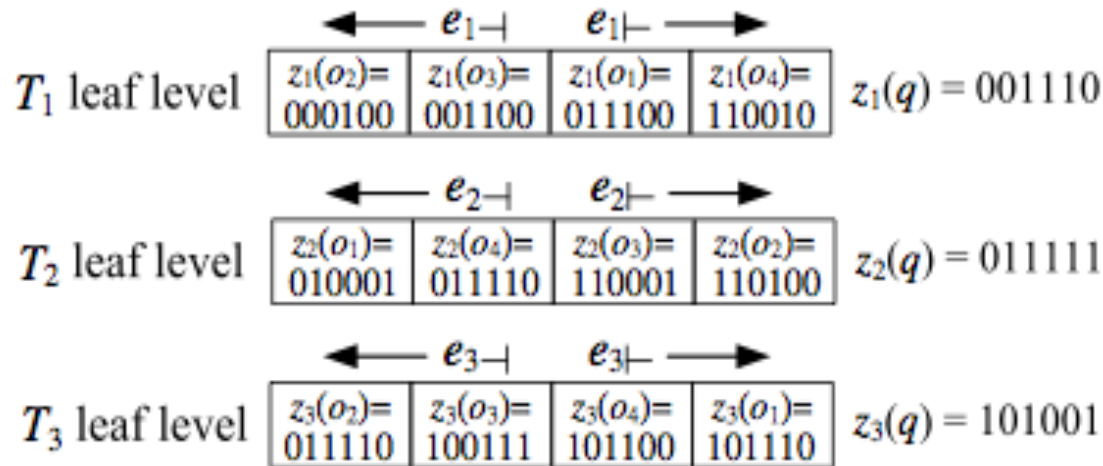 e₁⊣ e₁⊢
T₁ leaf level z₁(o₂)= 000100 z₁(o₃)= 001100 z₁(o₁)= 011100 z₁(o₄)= 110010 z₁(q) = 001110
e₂⊣ e₂⊢
T₂ leaf level z₂(o₁)= 010001 z₂(o₄)= 011110 z₂(o₃)= 110001 z₂(o₂)= 110100 z₂(q) = 011111
e₃⊣ e₃⊢
T₃ leaf level z₃(o₂)= 011110 z₃(o₃)= 100111 z₃(o₄)= 101100 z₃(o₁)= 101110 z₃(q) = 101001